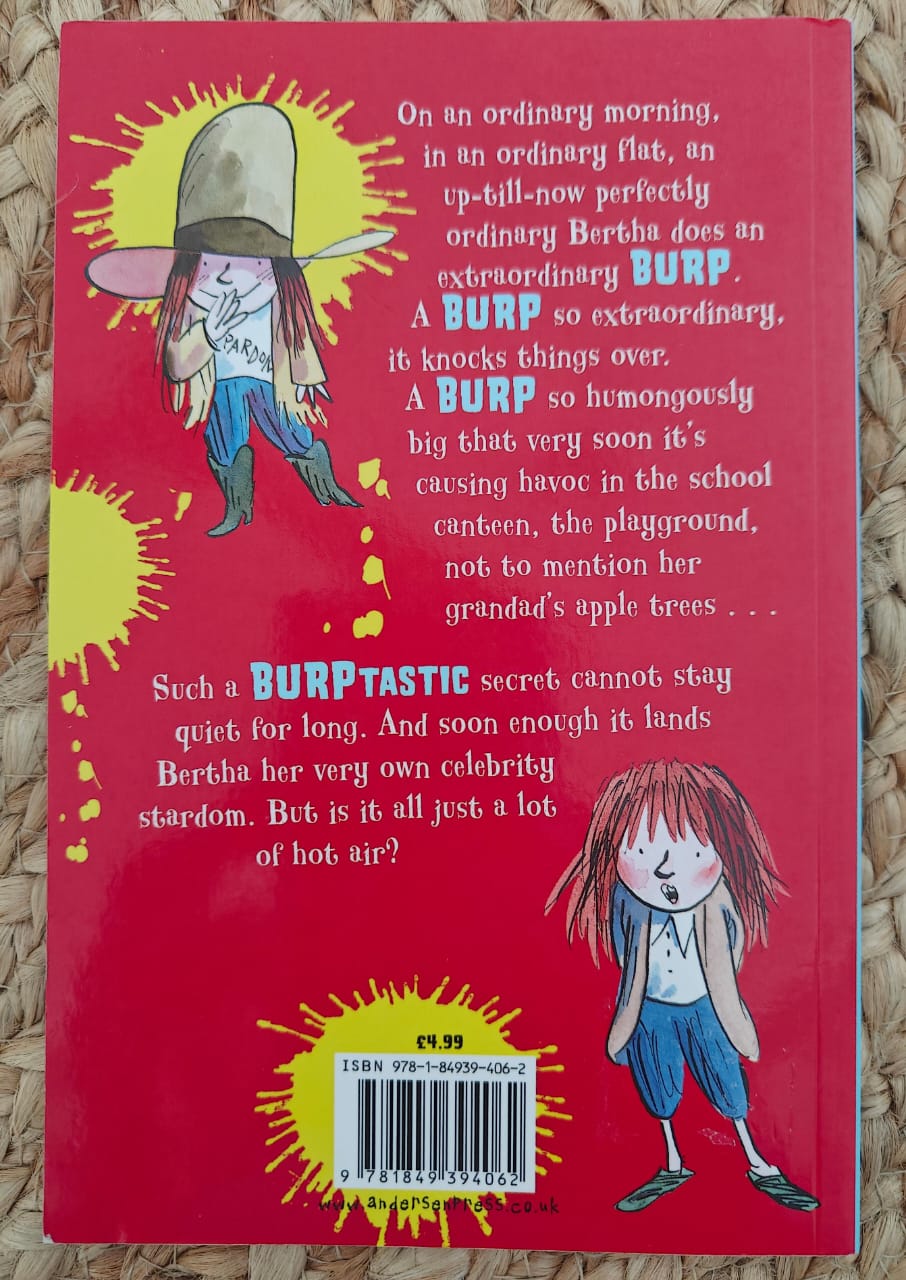 On an ordinary morning,
in an ordinary flat, an
up-till-now perfectly
ordinary Bertha does an
extraordinary BURP.
A BURP so extraordinary,
it knocks things over.
A BURP so humongously
big that very soon it's
causing havoc in the school
canteen, the playground,
not to mention her
grandad's apple trees . . .
PARDON
Such a BURPTASTIC secret cannot stay
quiet for long. And soon enough it lands
Bertha her very own celebrity
stardom. But is it all just a lot
of hot air?
£4.99
ISBN 978-1-84939-406-2
9 781849 394062
www.andersenpress.co.uk